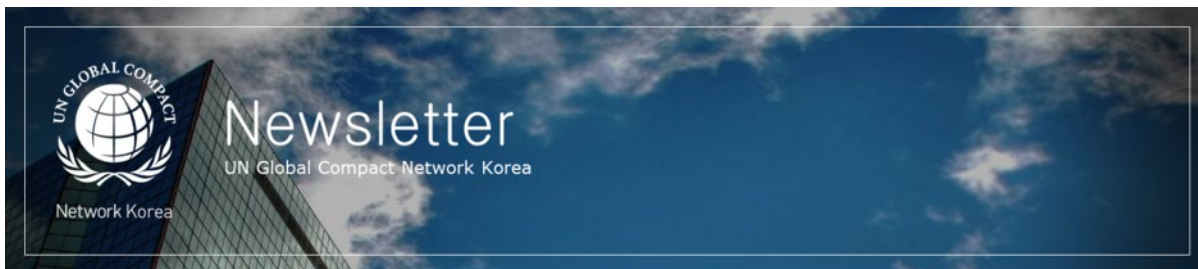 UN GLOBAL COMPACT
Network Korea
Newsletter
UN Global Compact Network Korea